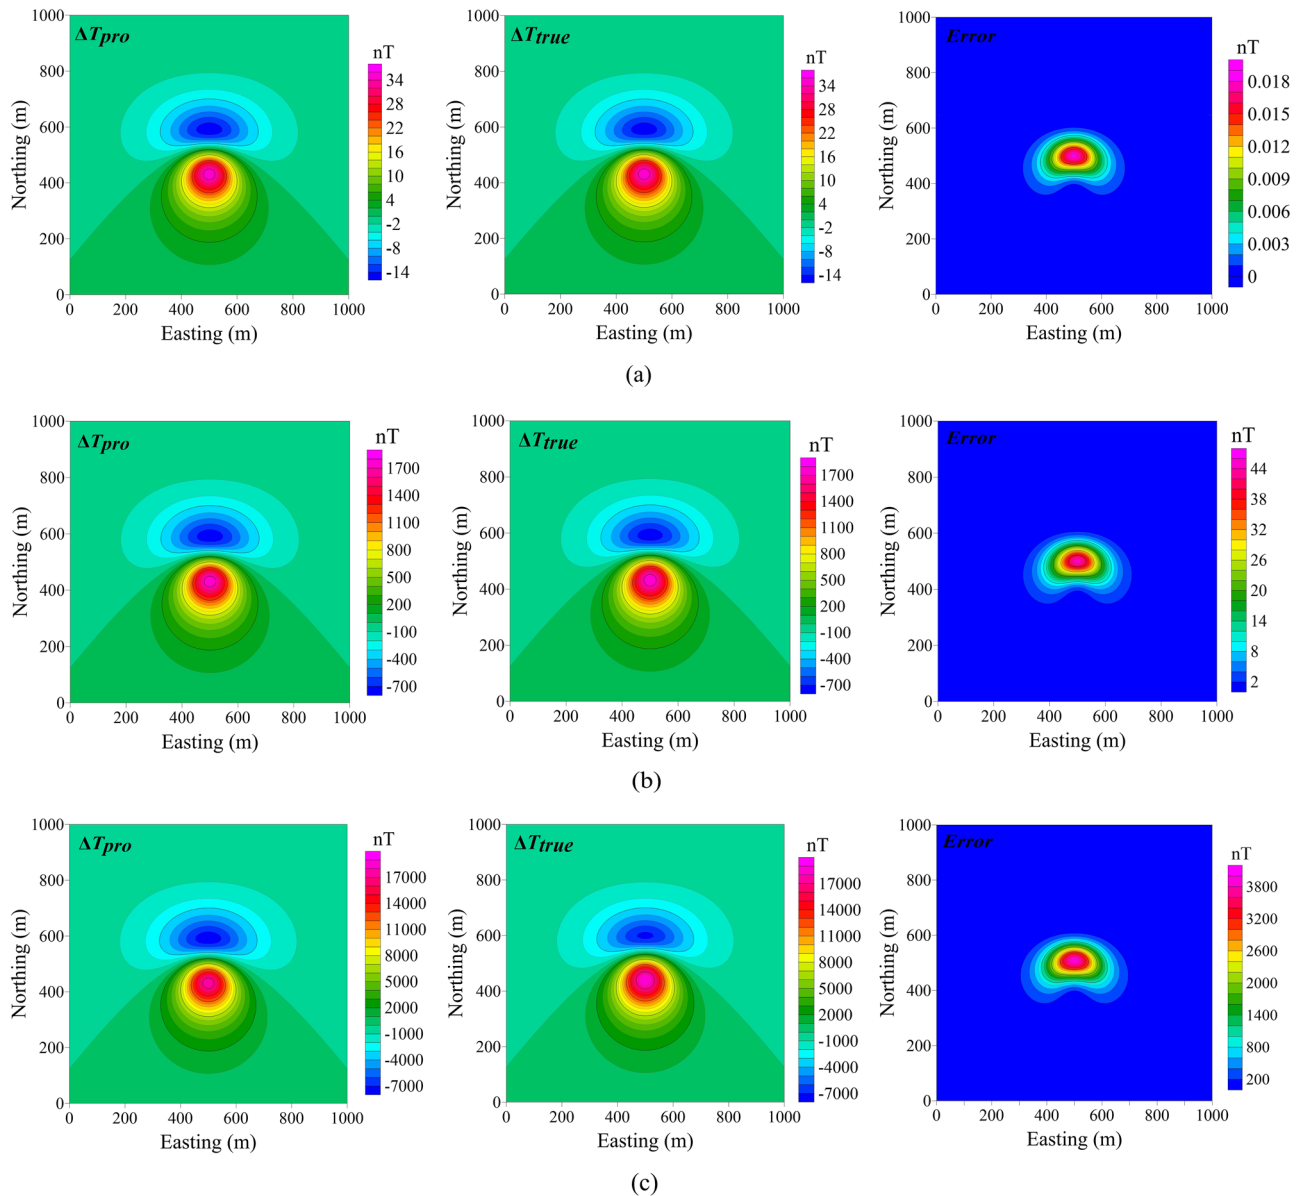 ΔTpro
nT
1000
800
600
400
200
0
0 200 400 600 800 1000
Northing (m)
Easting (m)
34
28
22
16
10
4
-2
-8
-14
ΔTtrue
nT
1000
800
600
400
200
0
0 200 400 600 800 1000
Northing (m)
Easting (m)
34
28
22
16
10
4
-2
-8
-14
Error
nT
1000
800
600
400
200
0
0 200 400 600 1000
Northing (m)
Easting (m)
0.018
0.015
0.012
0.009
0.006
0.003
0
(a)
ΔTpro
nT
1000
800
600
400
200
0
0 200 400 600 800 1000
Northing (m)
Easting (m)
1700
1400
1100
800
500
200
-100
-400
-700
ΔTtrue
nT
1000
800
600
400
200
0
0 200 400 600 800 1000
Northing (m)
Easting (m)
1700
1400
1100
800
500
200
-100
-400
-700
Error
nT
1000
800
600
400
200
0
0 200 400 600 800 1000
Northing (m)
Easting (m)
44
38
32
26
20
14
8
2
(b)
ΔTpro
nT
1000
800
600
400
200
0
0 200 400 600 800 1000
Northing (m)
Easting (m)
17000
14000
11000
8000
5000
2000
-1000
-4000
-7000
ΔTtrue
nT
1000
800
600
400
200
0
0 200 400 600 800 1000
Northing (m)
Easting (m)
17000
14000
11000
8000
5000
2000
-1000
-4000
-7000
Error
nT
1000
800
600
400
200
0
0 200 400 600 800 1000
Northing (m)
Easting (m)
3800
3200
2600
2000
1400
800
200
(c)